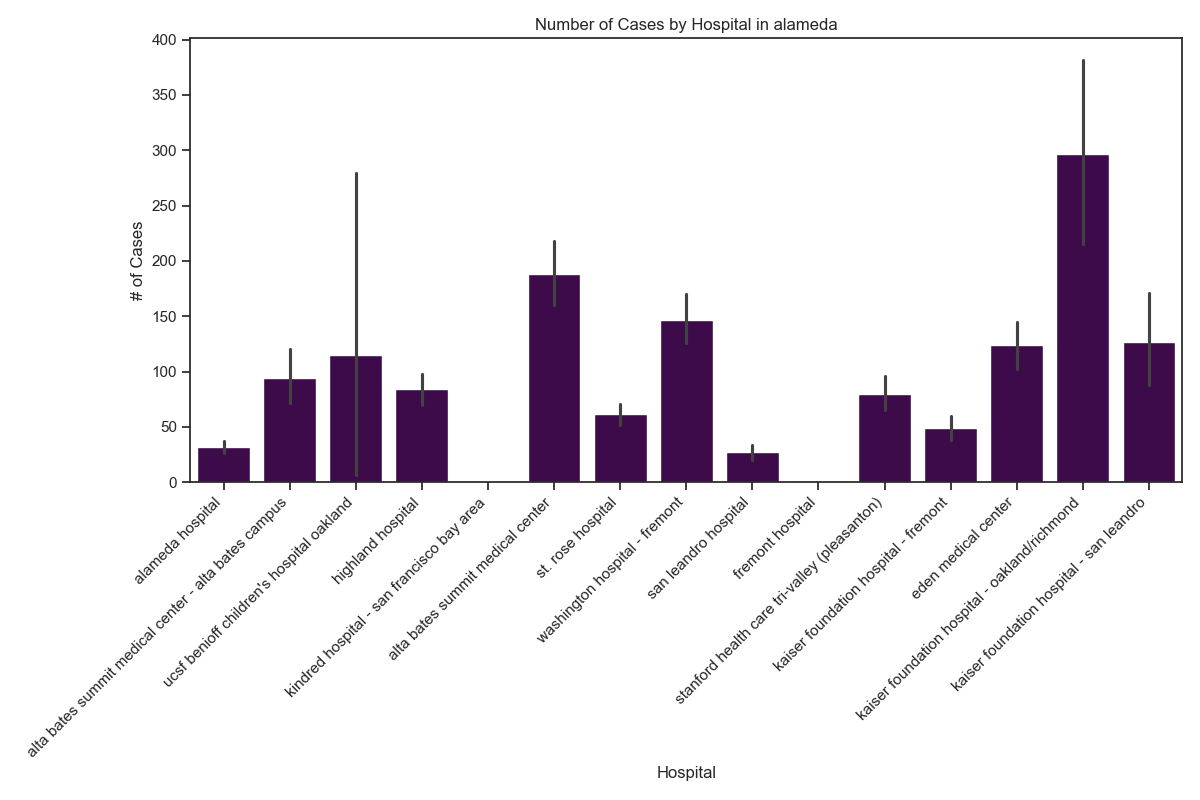 Number of Cases by Hospital in alameda
# of Cases
400
350
300
250
200
150
100
50
0
alameda hospital
alta bates summit medical center - alta bates campus
ucsf benioff children's hospital oakland
highland hospital
kindred hospital - san francisco bay area
alta bates summit medical center
st. rose hospital
washington hospital - fremont
san leandro hospital
fremont hospital
stanford health care tri-valley (pleasanton)
kaiser foundation hospital - fremont
eden medical center
kaiser foundation hospital - oakland/richmond
kaiser foundation hospital - san leandro
Hospital